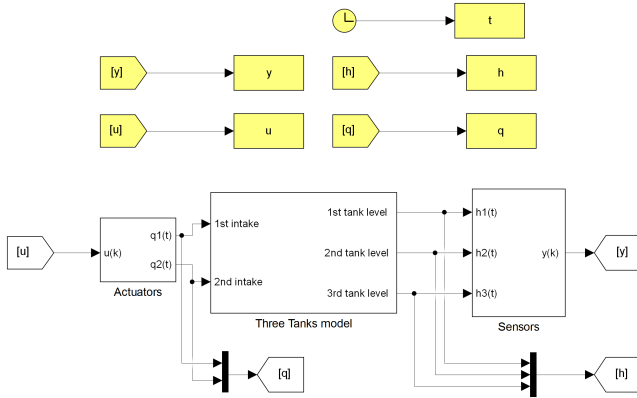 t
[y]
y
[h]
h
[u]
u
[q]
q
[u]
u(k)
q1(t)
q2(t)
Actuators
1st intake
2nd intake
1st tank level
2nd tank level
3rd tank level
Three Tanks model
h1(t)
h2(t)
h3(t)
y(k)
Sensors
[y]
[q]
[h]